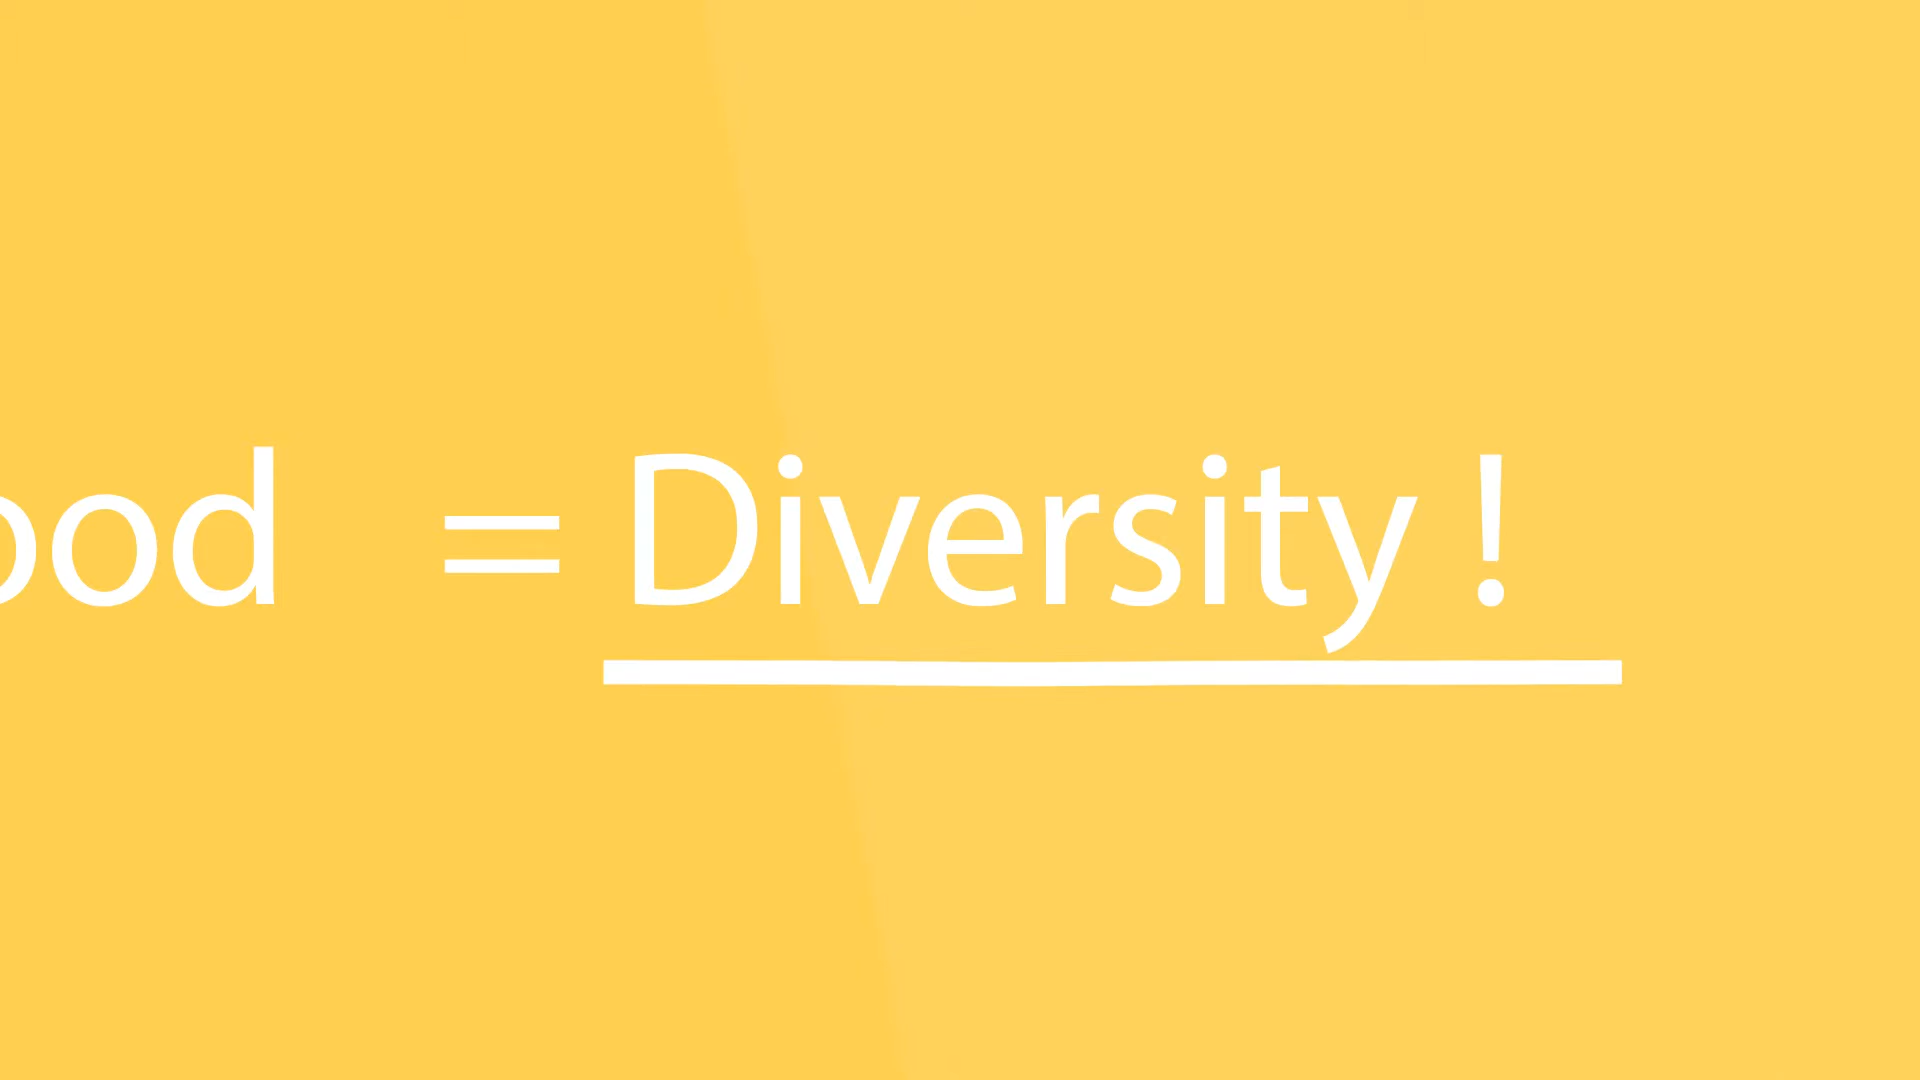 ood = Diversity !